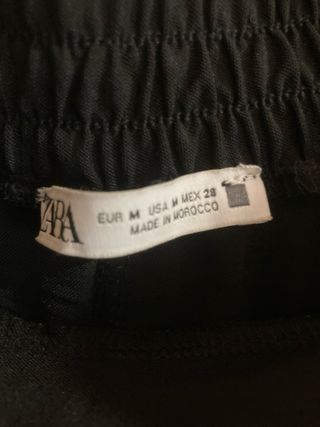 ZARA
EUR M USA M MEX 28
MADE IN MOROCCO